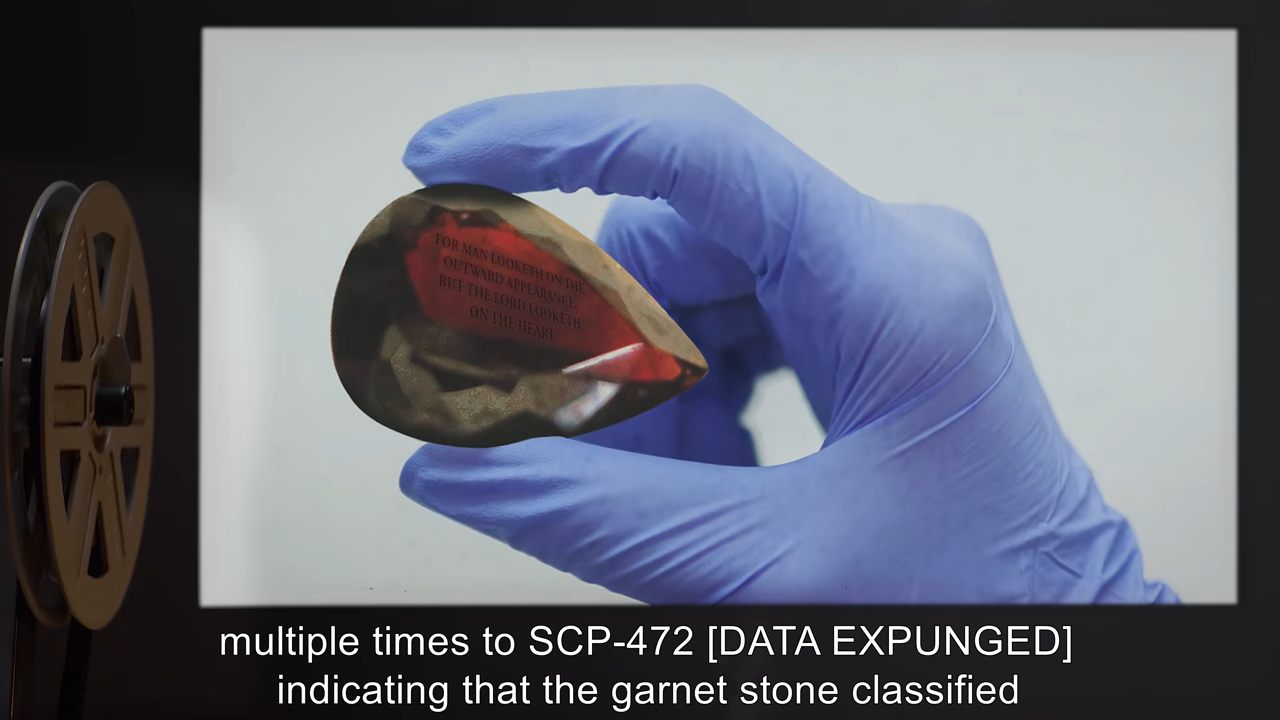 FOR MAN LOOKETH ON THE
OUTWARD APPEARANCE,
BUT THE LORD LOOKETH
ON THE HEART
multiple times to SCP-472 [DATA EXPUNGED]
indicating that the garnet stone classified